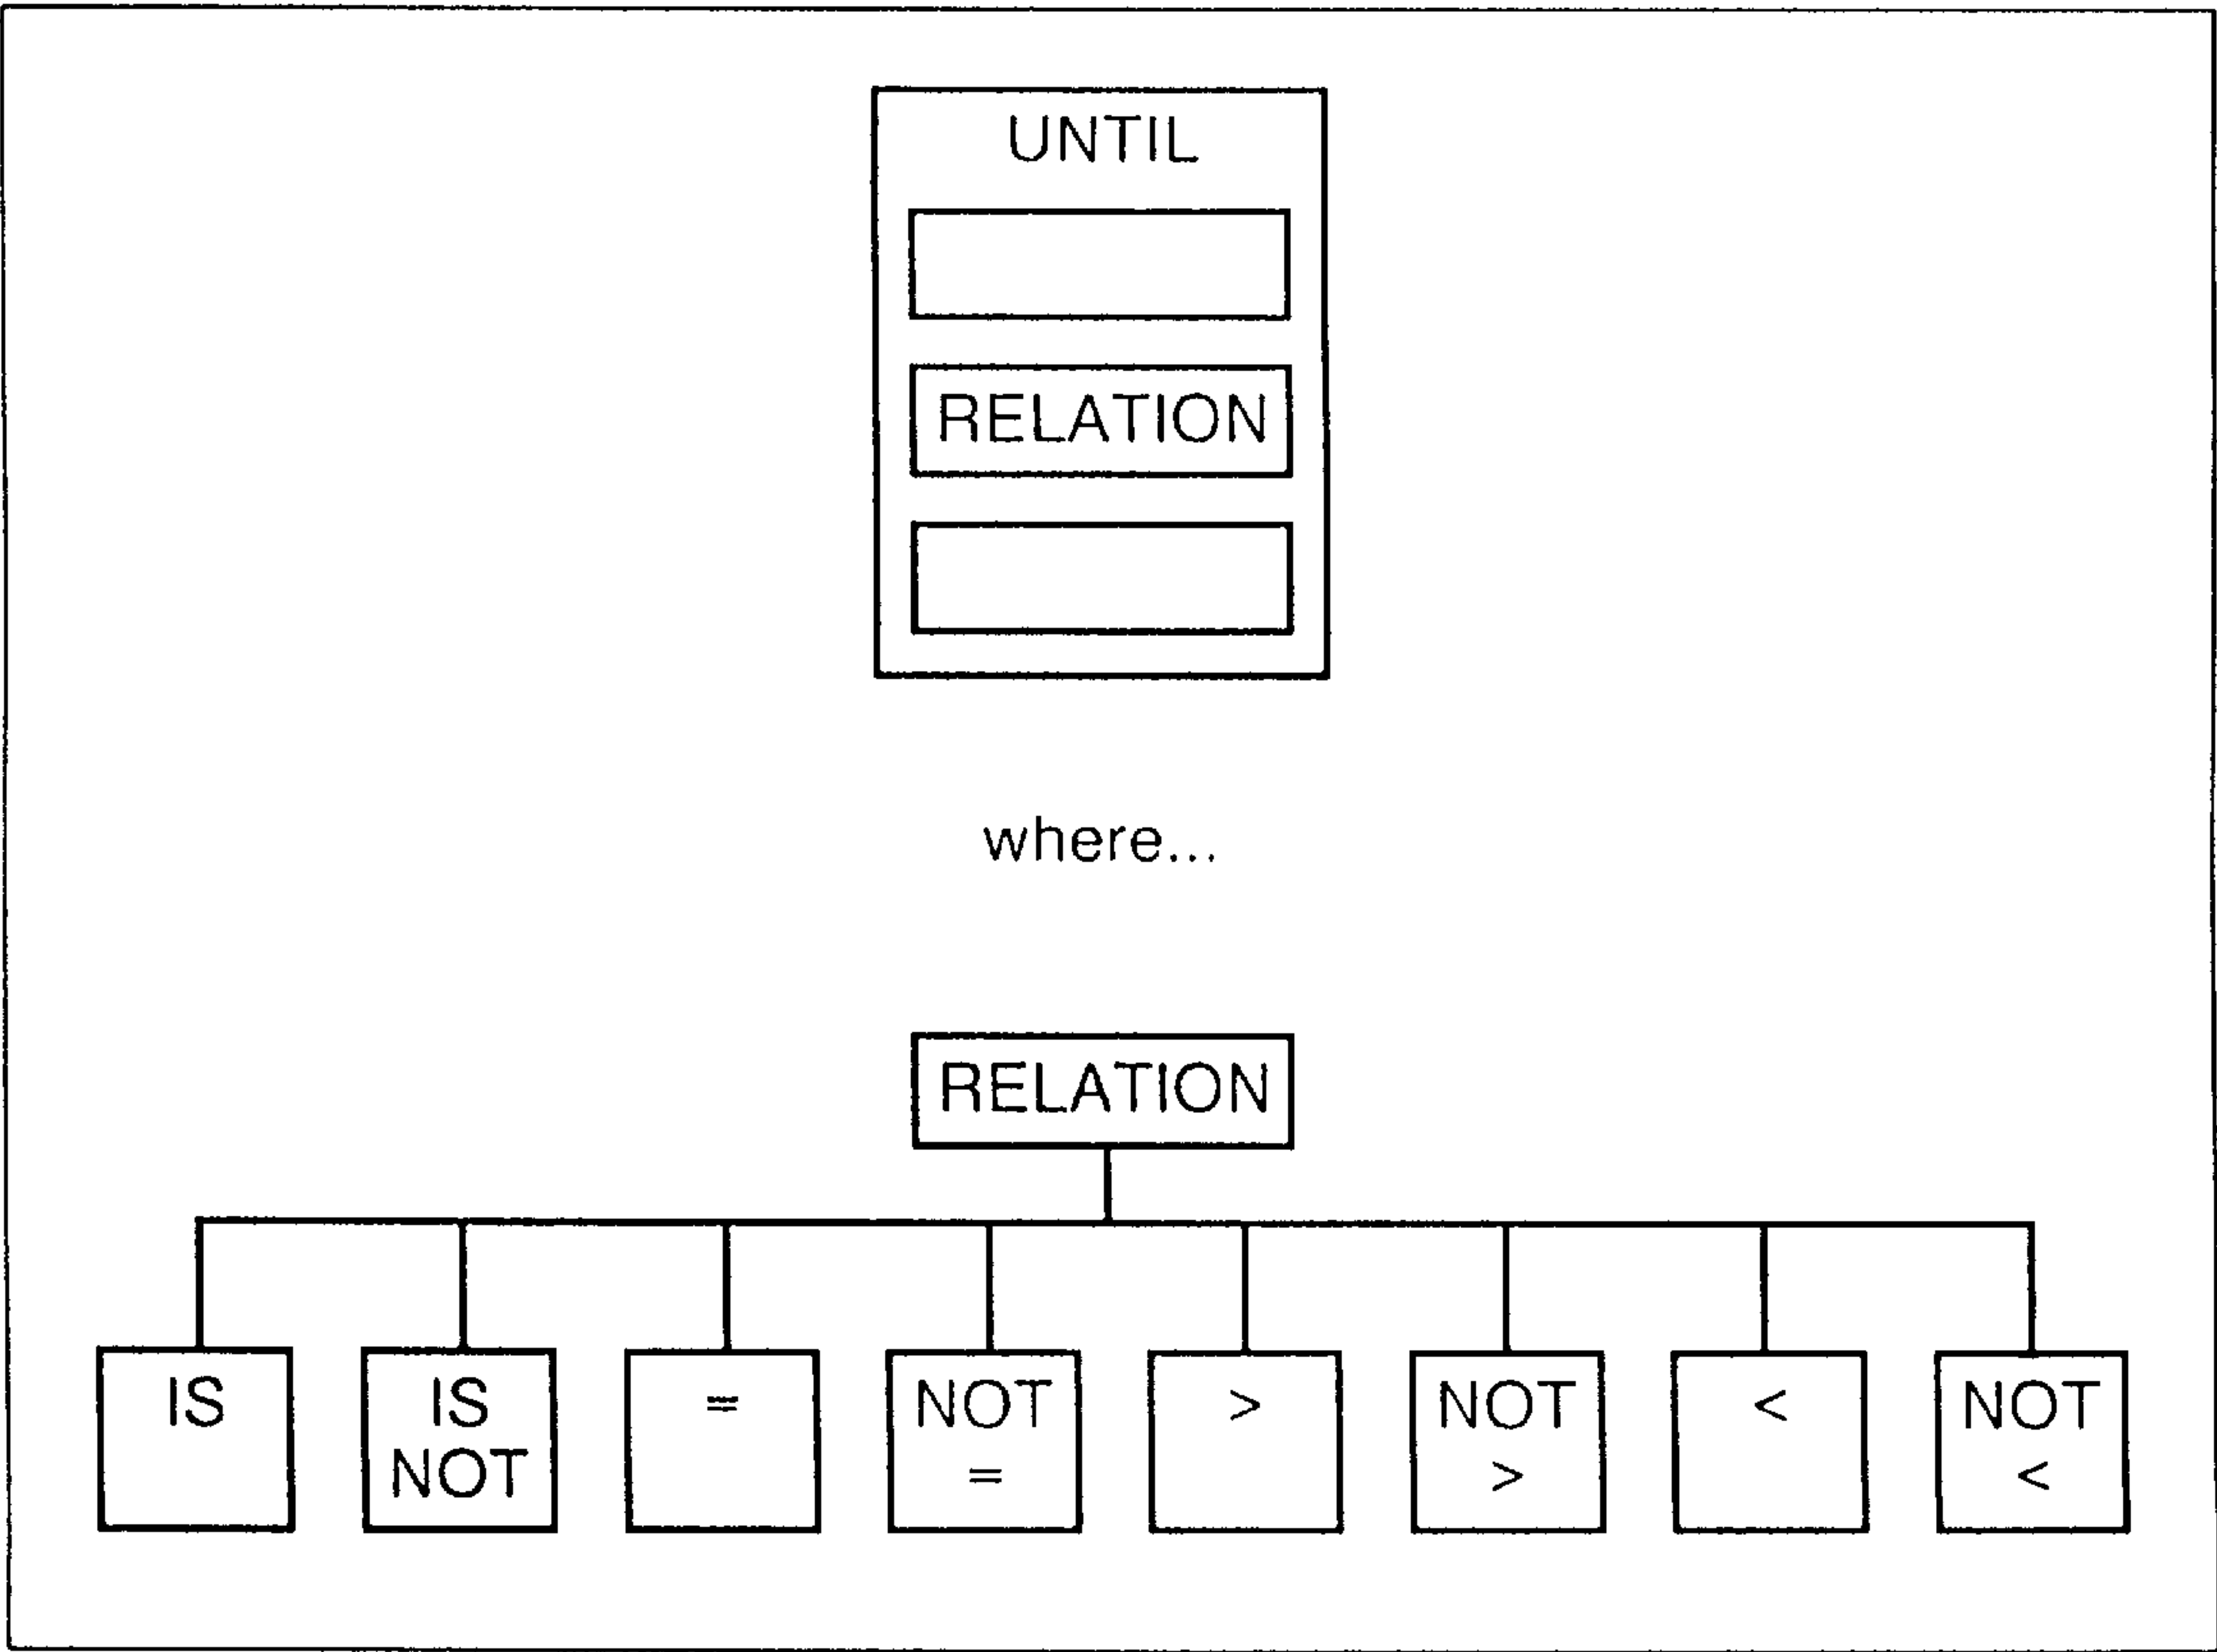 UNTIL
RELATION
where...
RELATION
IS
IS
NOT
=
NOT
=
>
NOT
>
<
NOT
<